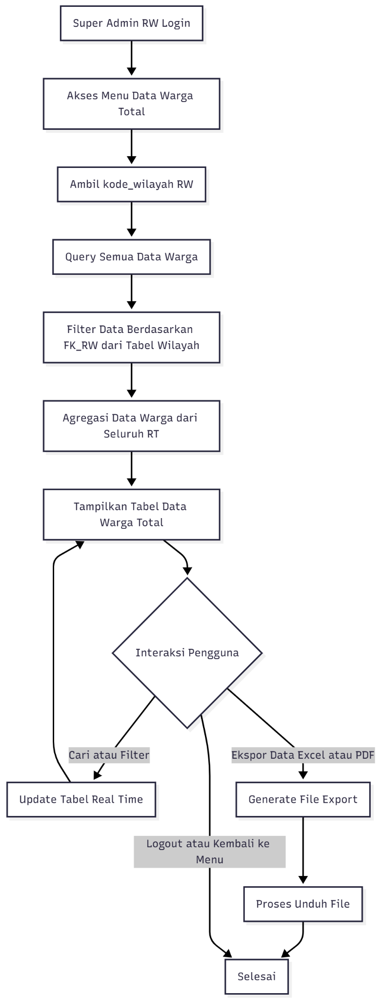 Super Admin RW Login
Akses Menu Data Warga
Total
Ambil kode_wilayah RW
Query Semua Data Warga
Filter Data Berdasarkan
FK_RW dari Tabel Wilayah
Agregasi Data Warga dari
Seluruh RT
Tampilkan Tabel Data
Warga Total
Interaksi Pengguna
Cari atau Filter
Ekspor Data Excel atau PDF
Update Tabel Real Time
Generate File Export
Logout atau Kembali ke
Menu
Proses Unduh File
Selesai